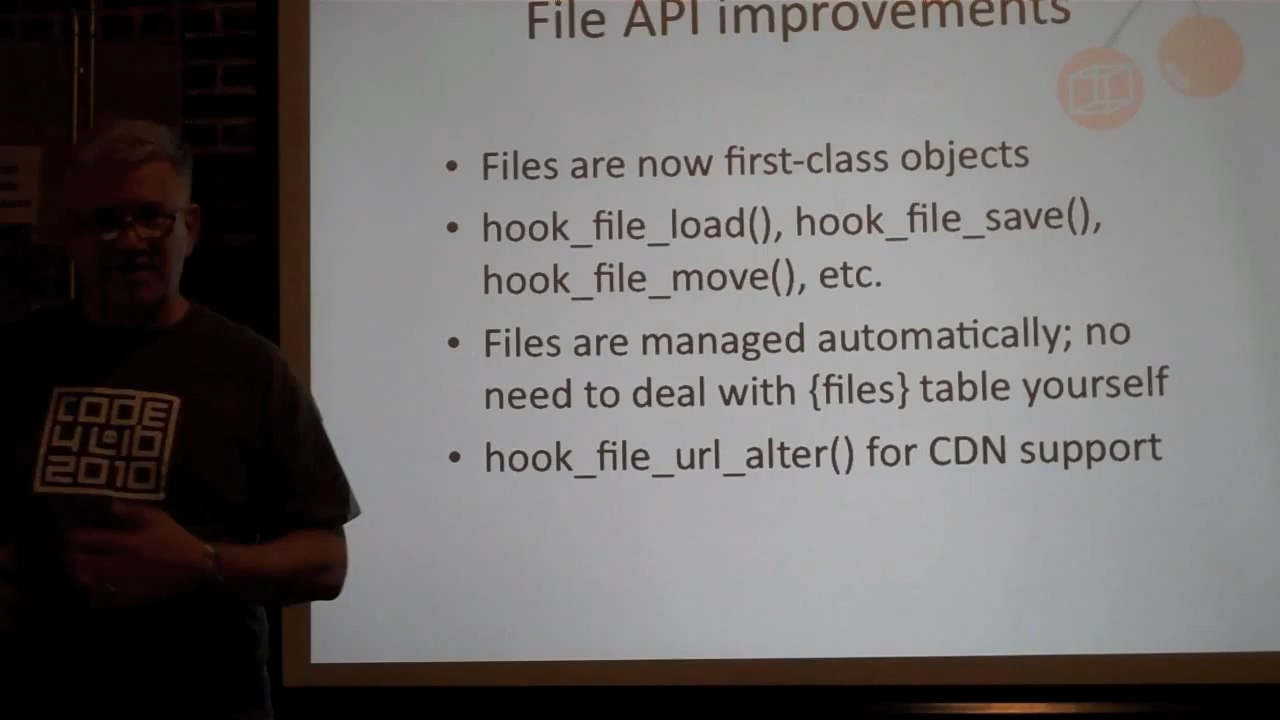 File API improvements
• Files are now first-class objects
• hook_file_load(), hook_file_save(),
hook_file_move(), etc.
• Files are managed automatically; no
need to deal with {files} table yourself
• hook_file_url_alter() for CDN support
CODE
4LIB
2010